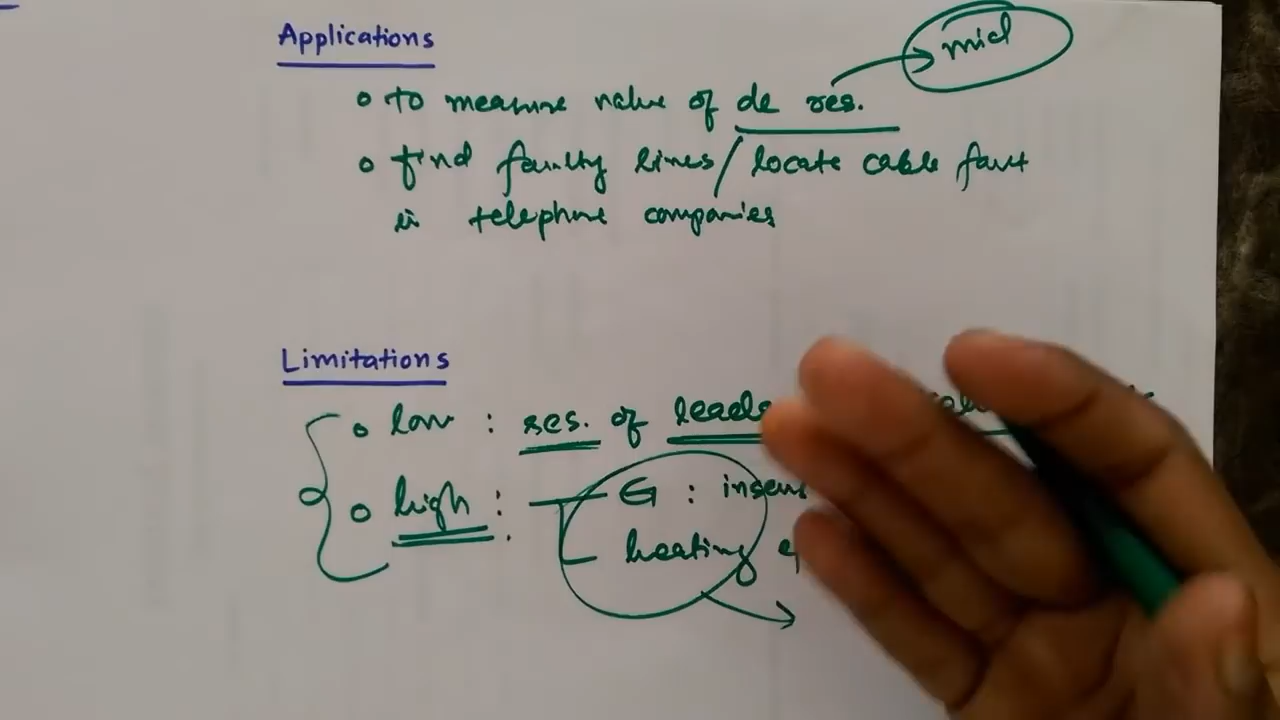 Applications
mid
o to measure value of dc res.
o find faulty lines / locate cable fault
in telephone companies
Limitations
o low : res. of leads
o high : G : insens
heating